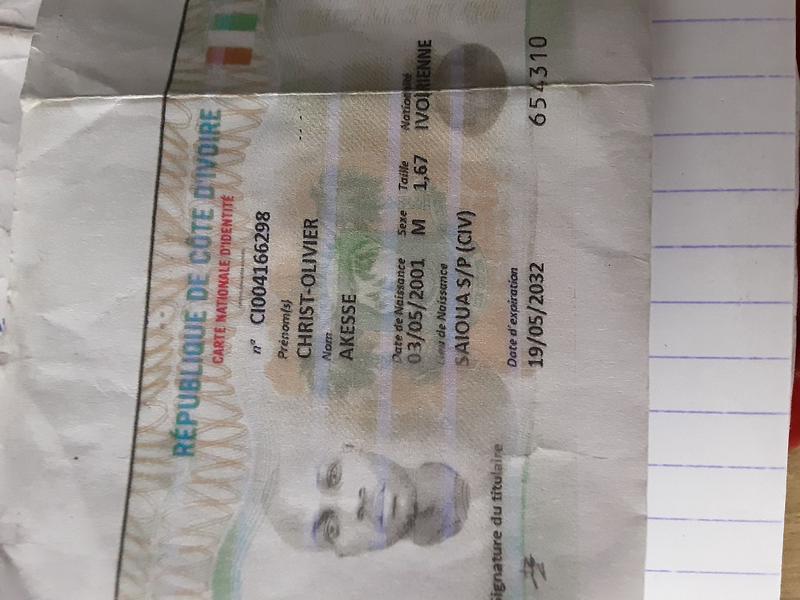 RÉPUBLIQUE DE CÔTE D'IVOIRE
CARTE NATIONALE D'IDENTITÉ
n° CI004166298
Prénom(s)
CHRIST-OLIVIER
Nom
AKESSE
Date de Naissance Sexe Taille Nationalité
03/05/2001 M 1,67 IVOIRIENNE
Lieu de Naissance
SAIOUA S/P (CIV)
Date d'expiration
19/05/2032 654310
Signature du titulaire